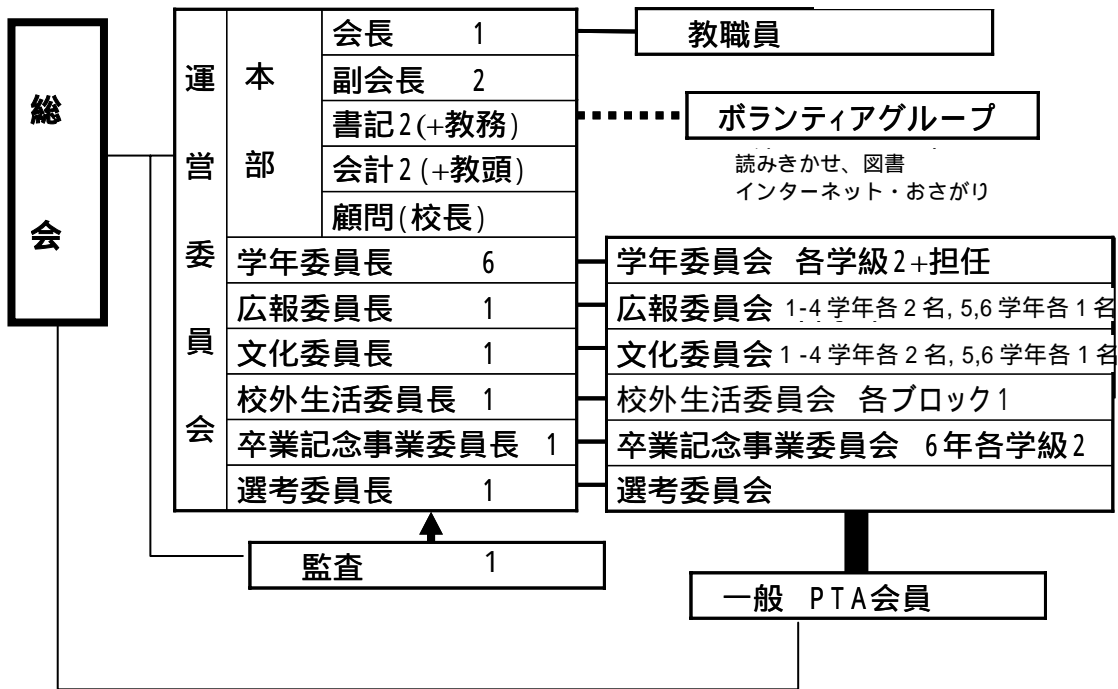 総会
運営委員会
本部
会長 1
副会長 2
書記2(+教務)
会計2(+教頭)
顧問(校長)
学年委員長 6
広報委員長 1
文化委員長 1
校外生活委員長 1
卒業記念事業委員長 1
選考委員長 1
監査 1
教職員
ボランティアグループ
読みきかせ、図書
インターネット・おさがり
学年委員会 各学級2+担任
広報委員会 1-4学年各2名, 5,6学年各1名
文化委員会 1-4学年各2名, 5,6学年各1名
校外生活委員会 各ブロック1
卒業記念事業委員会 6年各学級2
選考委員会
一般 PTA会員